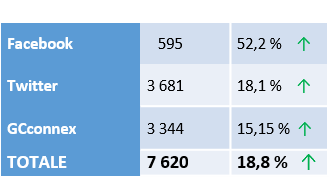 Facebook 595 52,2 % ↑
Twitter 3 681 18,1 % ↑
GCconnex 3 344 15,15 % ↑
TOTALE 7 620 18,8 % ↑